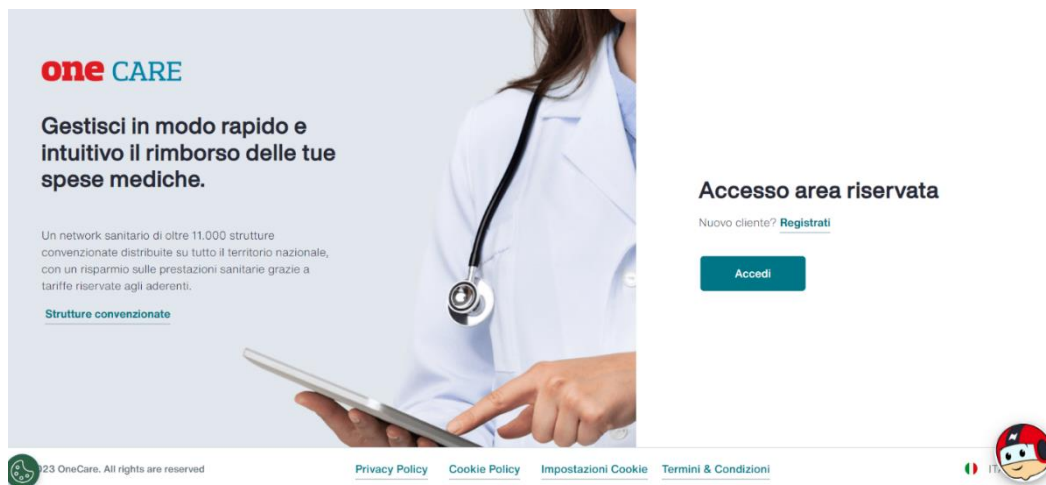 one CARE
Gestisci in modo rapido e
intuitivo il rimborso delle tue
spese mediche.
Un network sanitario di oltre 11.000 strutture
convenzionate distribuite su tutto il territorio nazionale,
con un risparmio sulle prestazioni sanitarie grazie a
tariffe riservate agli aderenti.
Strutture convenzionate
Accesso area riservata
Nuovo cliente? Registrati
Accedi
23 OneCare. All rights are reserved
Privacy Policy Cookie Policy Impostazioni Cookie Termini & Condizioni